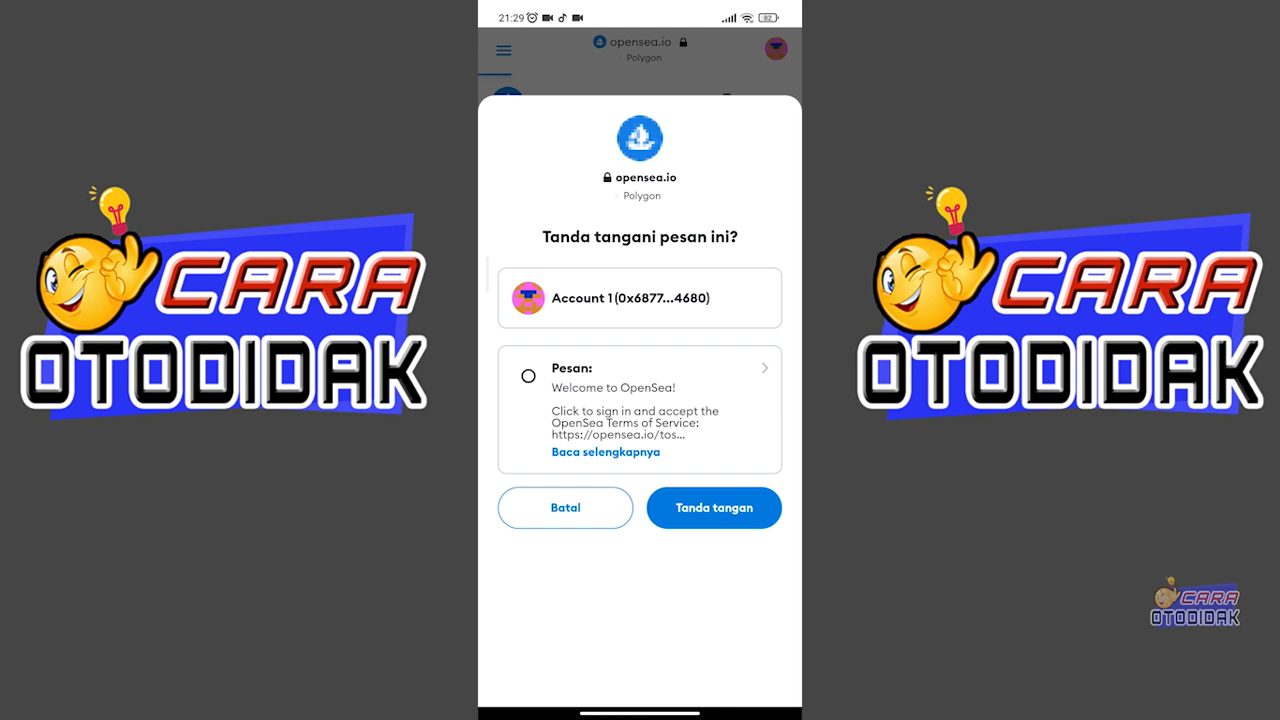 21:29
82
opensea.io
Polygon
opensea.io
Polygon
Tanda tangani pesan ini?
Account 1 (0x6877...4680)
Pesan:
Welcome to OpenSea!
Click to sign in and accept the
OpenSea Terms of Service:
https://opensea.io/tos...
Baca selengkapnya
Batal
Tanda tangan
CARA
OTODIDAK
CARA
OTODIDAK
CARA
OTODIDAK